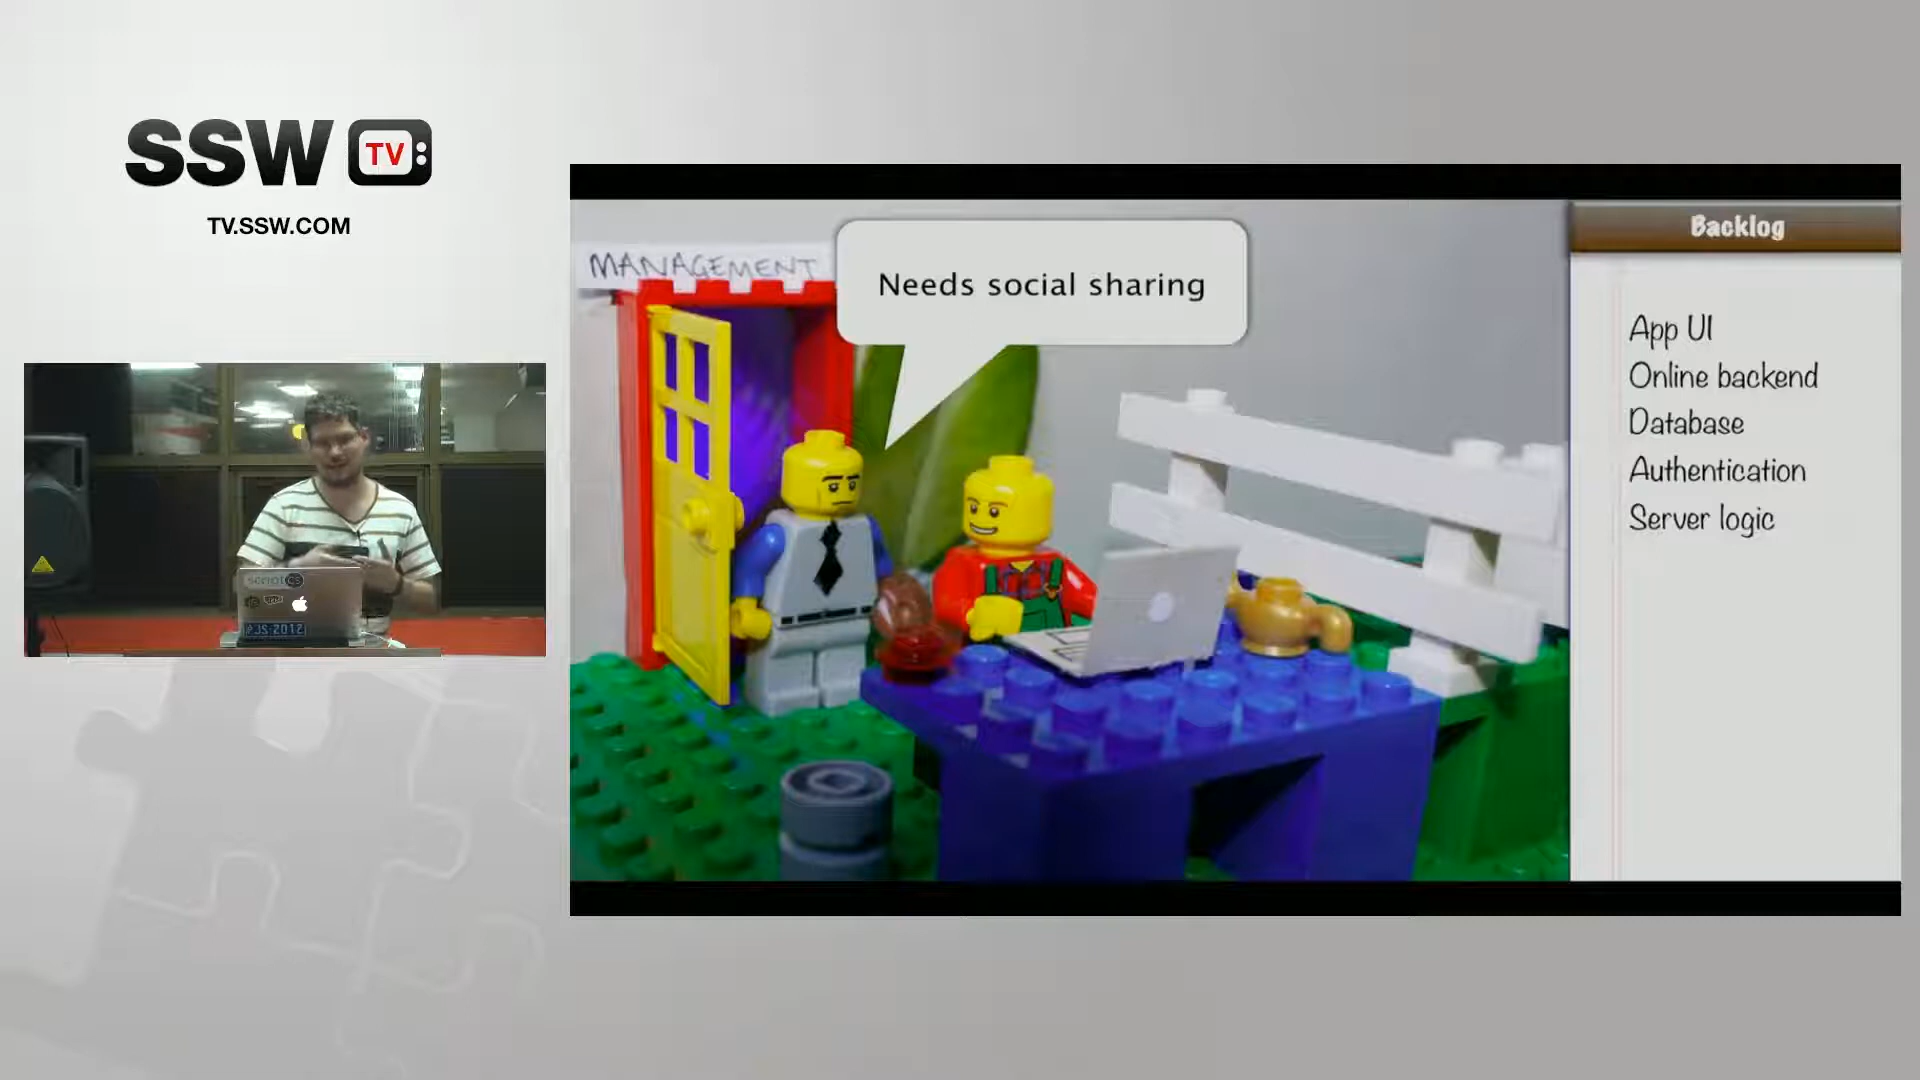 SSW TV:
TV.SSW.COM
MANAGEMENT
Needs social sharing
Backlog
App UI
Online backend
Database
Authentication
Server logic
JS:2012